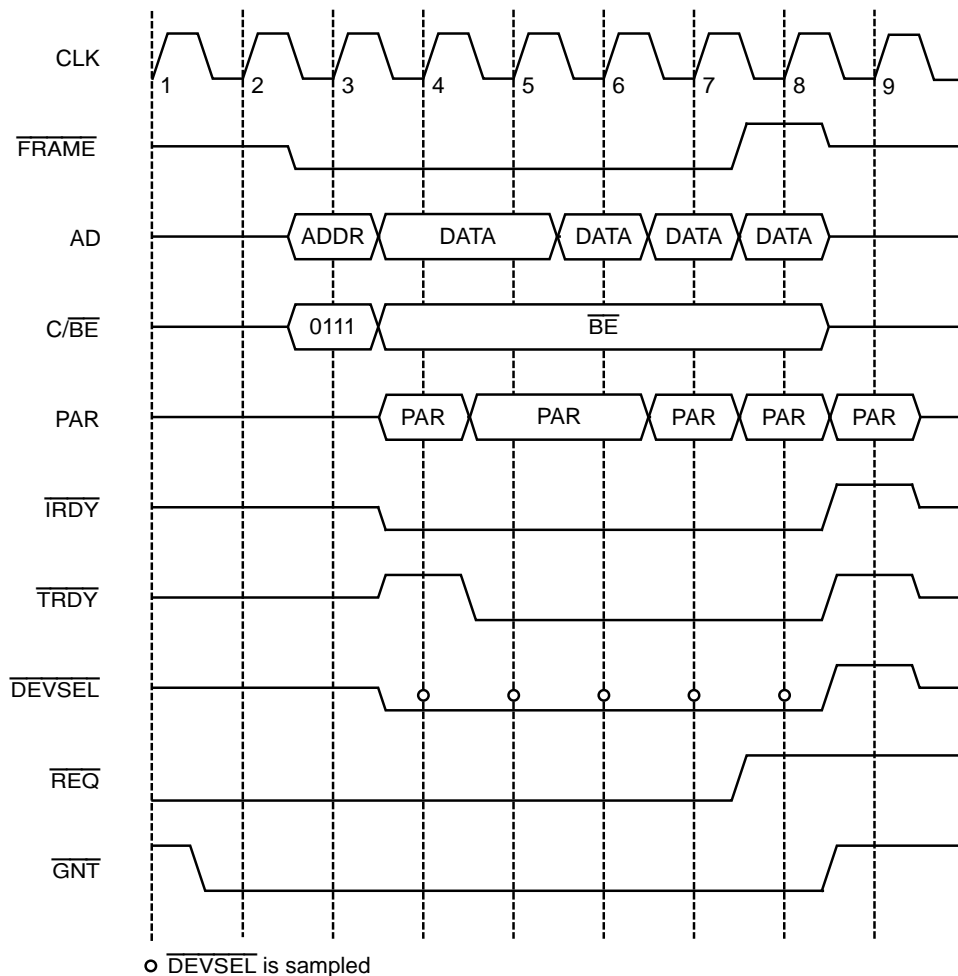 CLK
1 2 3 4 5 6 7 8 9
FRAME
AD
ADDR DATA DATA DATA DATA
C/BE
0111 BE
PAR
PAR PAR PAR PAR PAR
IRDY
TRDY
DEVSEL
REQ
GNT
DEVSEL is sampled